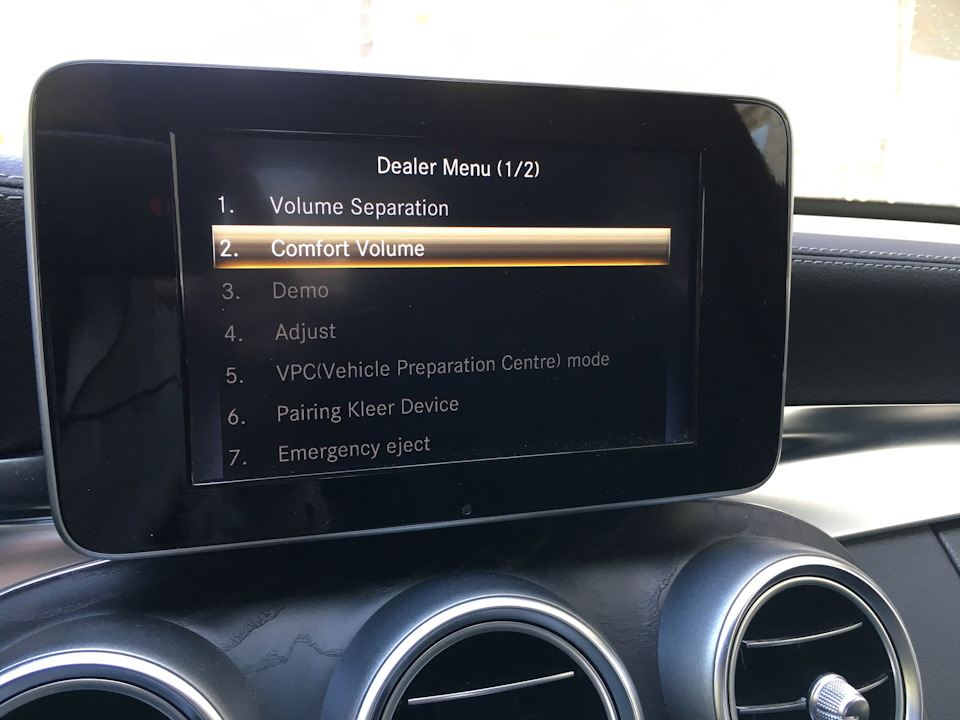 Dealer Menu (1/2)
1. Volume Separation
2. Comfort Volume
3. Demo
4. Adjust
5. VPC(Vehicle Preparation Centre) mode
6. Pairing Kleer Device
7. Emergency eject